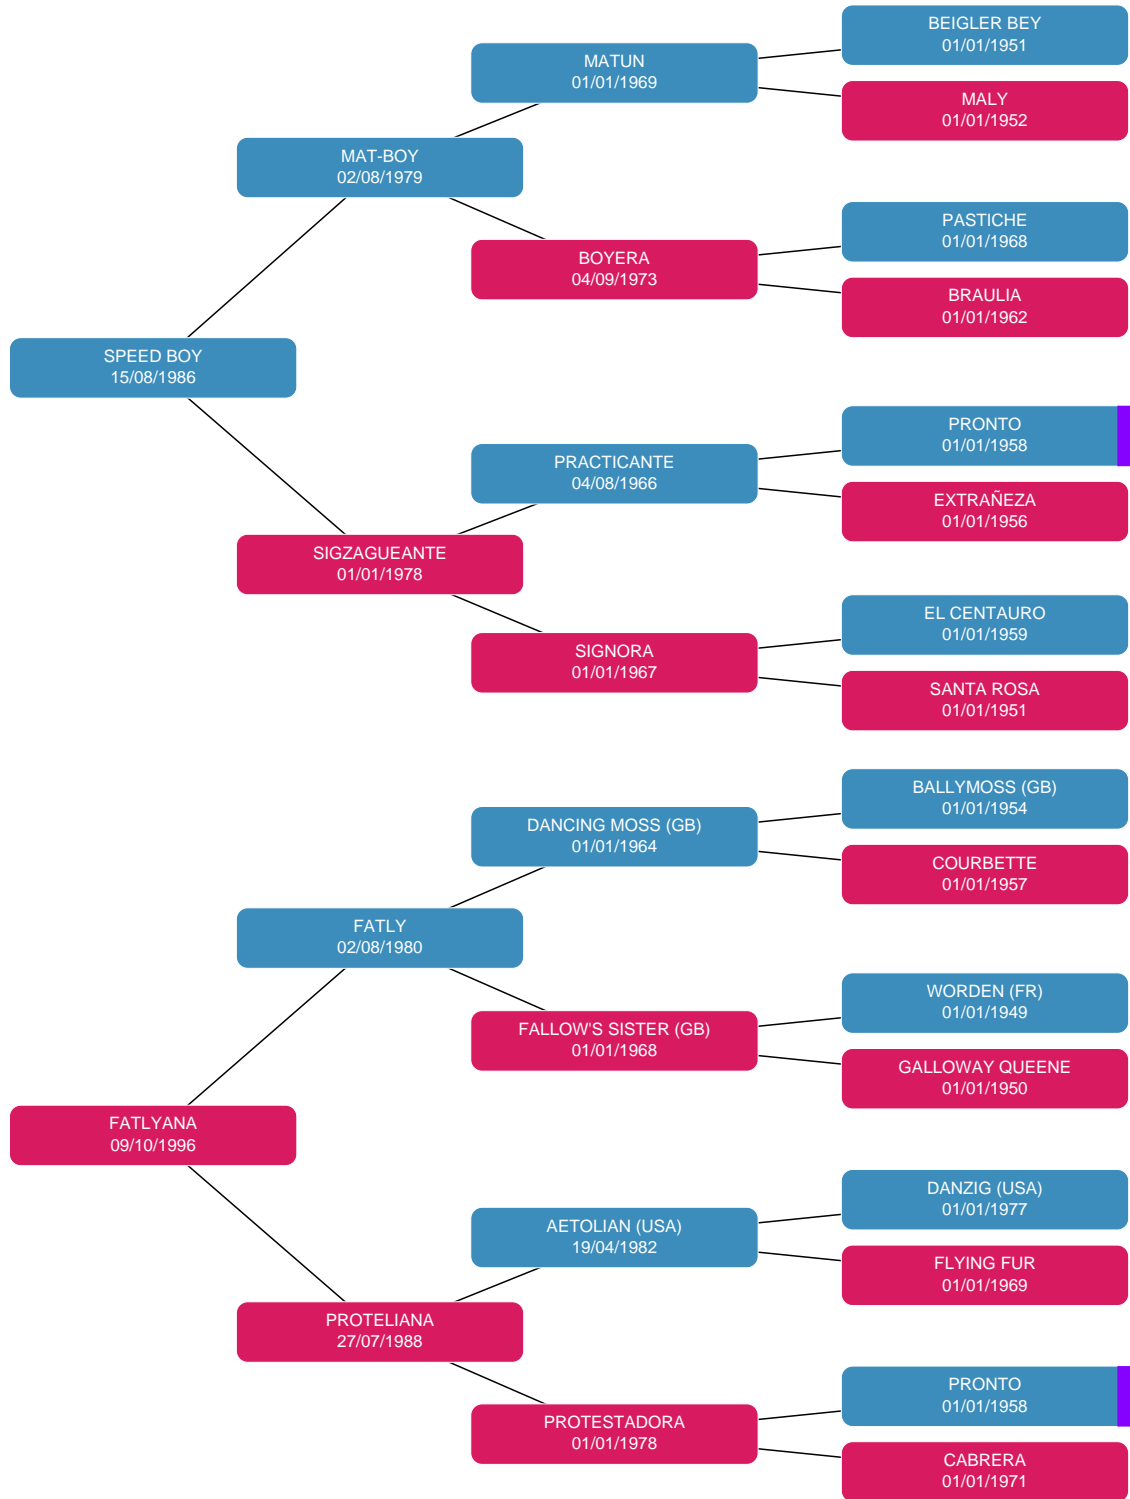 BEIGLER BEY
01/01/1951
MATUN
01/01/1969
MALY
01/01/1952
MAT-BOY
02/08/1979
PASTICHE
01/01/1968
BOYERA
04/09/1973
BRAULIA
01/01/1962
SPEED BOY
15/08/1986
PRONTO
01/01/1958
PRACTICANTE
04/08/1966
EXTRAÑEZA
01/01/1956
SIGZAGUEANTE
01/01/1978
EL CENTAURO
01/01/1959
SIGNORA
01/01/1967
SANTA ROSA
01/01/1951
BALLYMOSS (GB)
01/01/1954
DANCING MOSS (GB)
01/01/1964
COURBETTE
01/01/1957
FATLY
02/08/1980
WORDEN (FR)
01/01/1949
FALLOW'S SISTER (GB)
01/01/1968
GALLOWAY QUEENE
01/01/1950
FATLYANA
09/10/1996
DANZIG (USA)
01/01/1977
AETOLIAN (USA)
19/04/1982
FLYING FUR
01/01/1969
PROTELIANA
27/07/1988
PRONTO
01/01/1958
PROTESTADORA
01/01/1978
CABRERA
01/01/1971